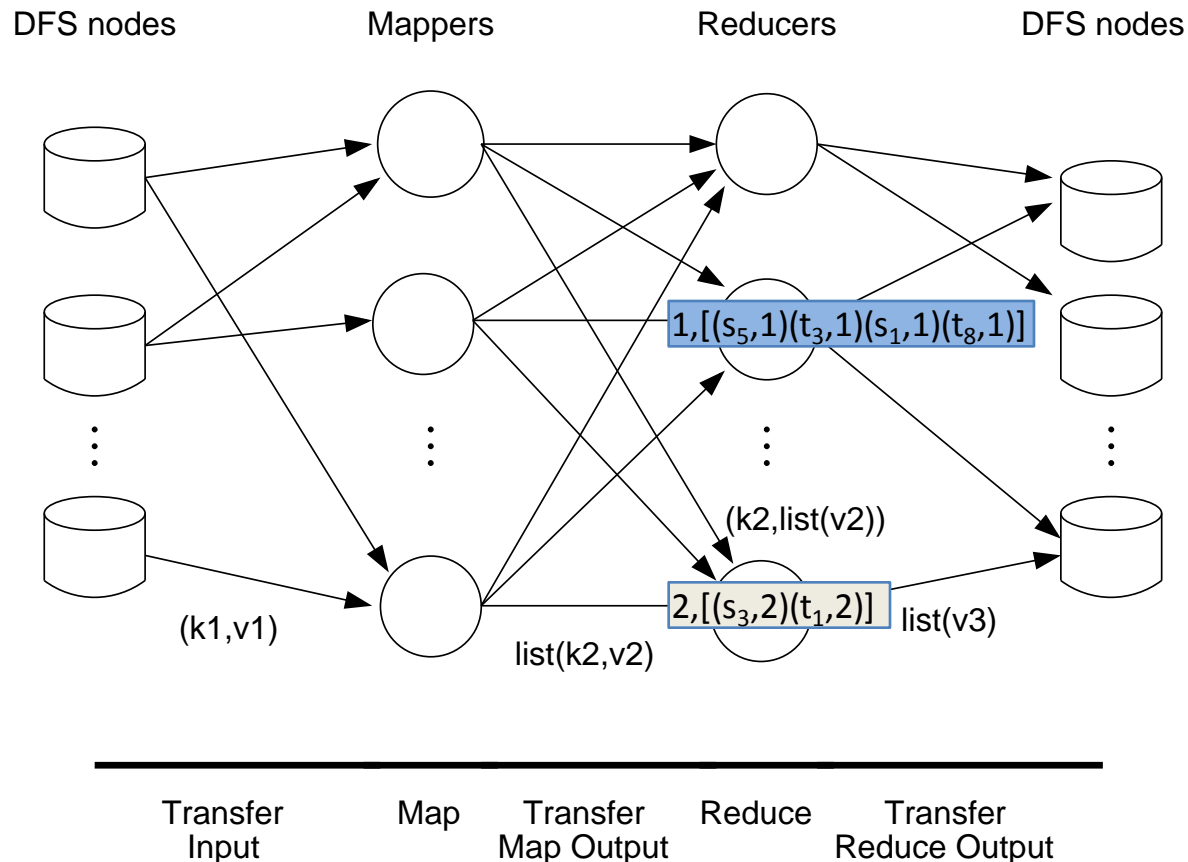 DFS nodes
Mappers
Reducers
DFS nodes
1,[(s₅,1)(t₃,1)(s₁,1)(t₈,1)]
(k2,list(v2))
2,[(s₃,2)(t₁,2)]
(k1,v1)
list(k2,v2)
list(v3)
Transfer
Input
Map
Transfer
Map Output
Reduce
Transfer
Reduce Output